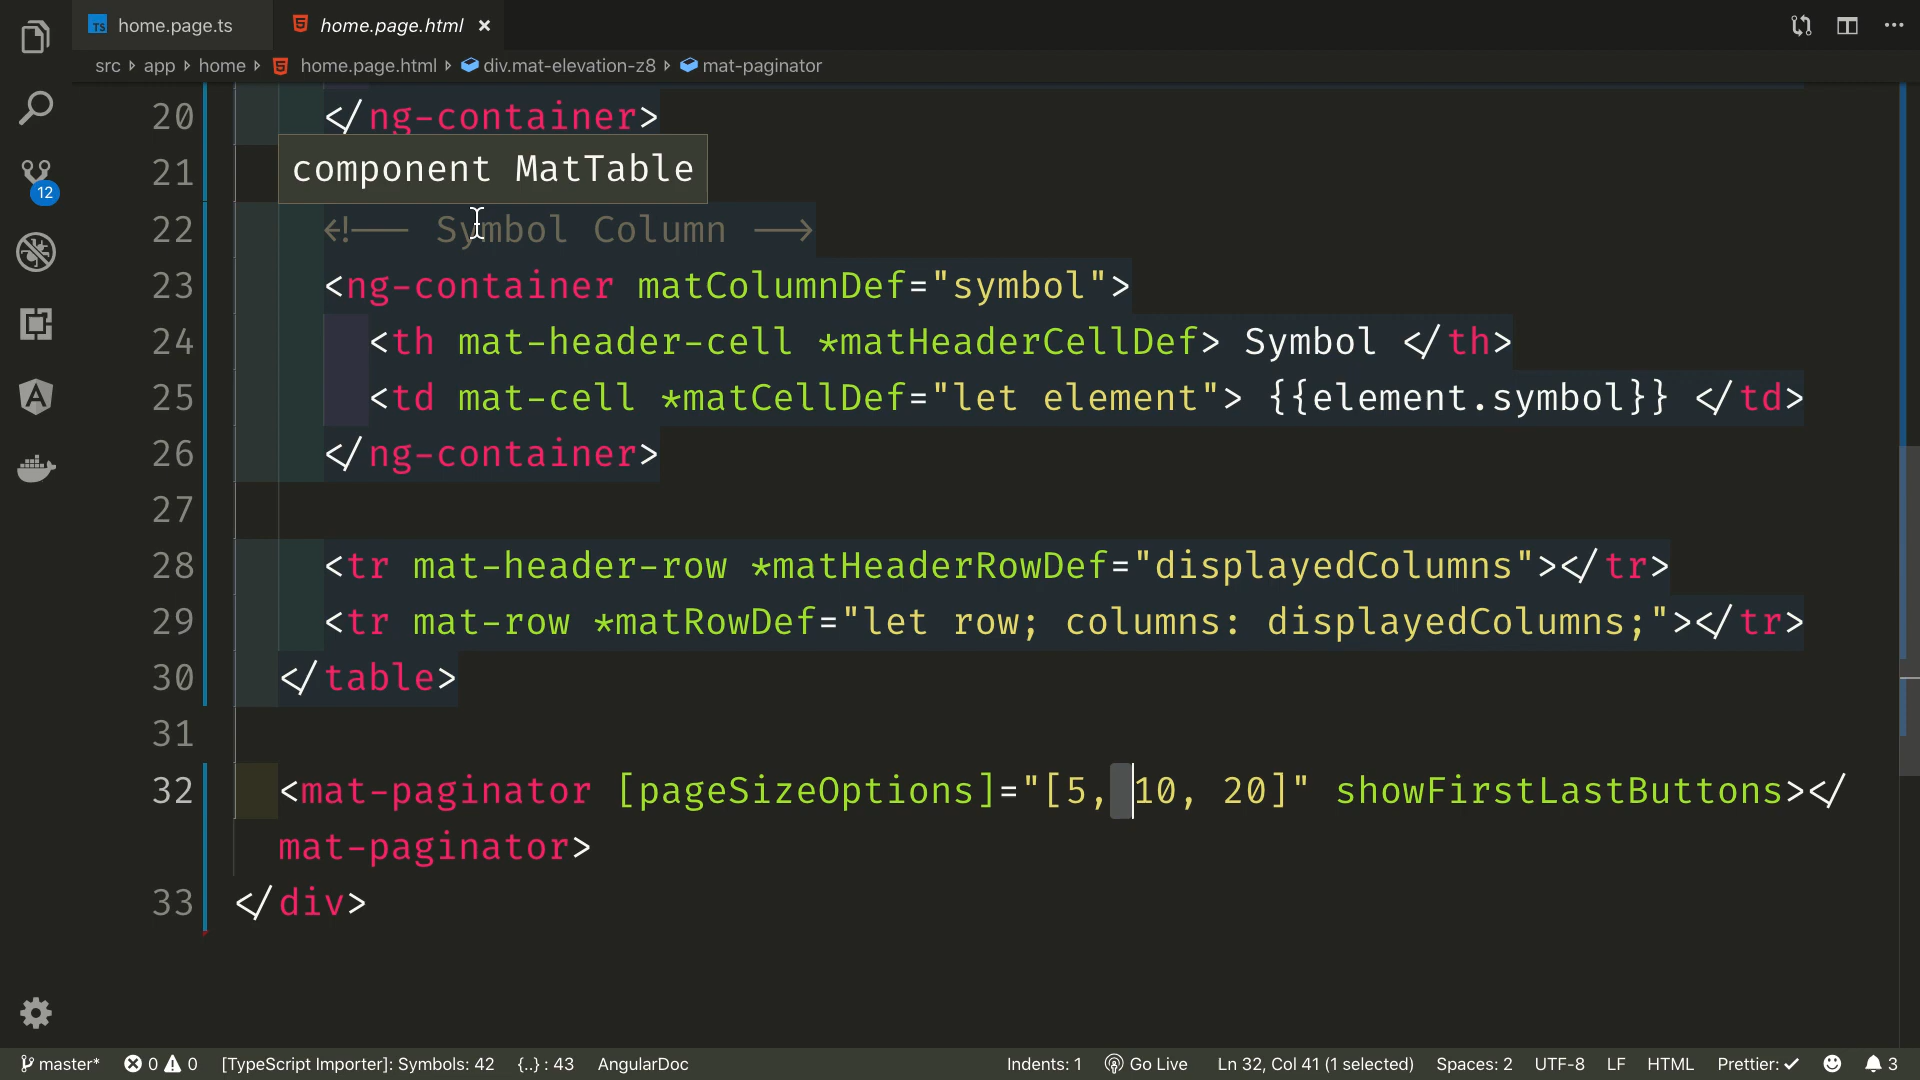 TS home.page.ts
home.page.html ×
src app home home.page.html div.mat-elevation-z8 mat-paginator
20 </ng-container>
21
component MatTable
22 <!-- Symbol Column -->
23 <ng-container matColumnDef="symbol">
24 <th mat-header-cell *matHeaderCellDef> Symbol </th>
25 <td mat-cell *matCellDef="let element"> {{element.symbol}} </td>
26 </ng-container>
27
28 <tr mat-header-row *matHeaderRowDef="displayedColumns"></tr>
29 <tr mat-row *matRowDef="let row; columns: displayedColumns;"></tr>
30 </table>
31
32 <mat-paginator [pageSizeOptions]="[5, 10, 20]" showFirstLastButtons></
mat-paginator>
33 </div>
12
master* 0 0 [TypeScript Importer]: Symbols: 42 {..} : 43 AngularDoc Indents: 1 Go Live Ln 32, Col 41 (1 selected) Spaces: 2 UTF-8 LF HTML Prettier: ✓ 3